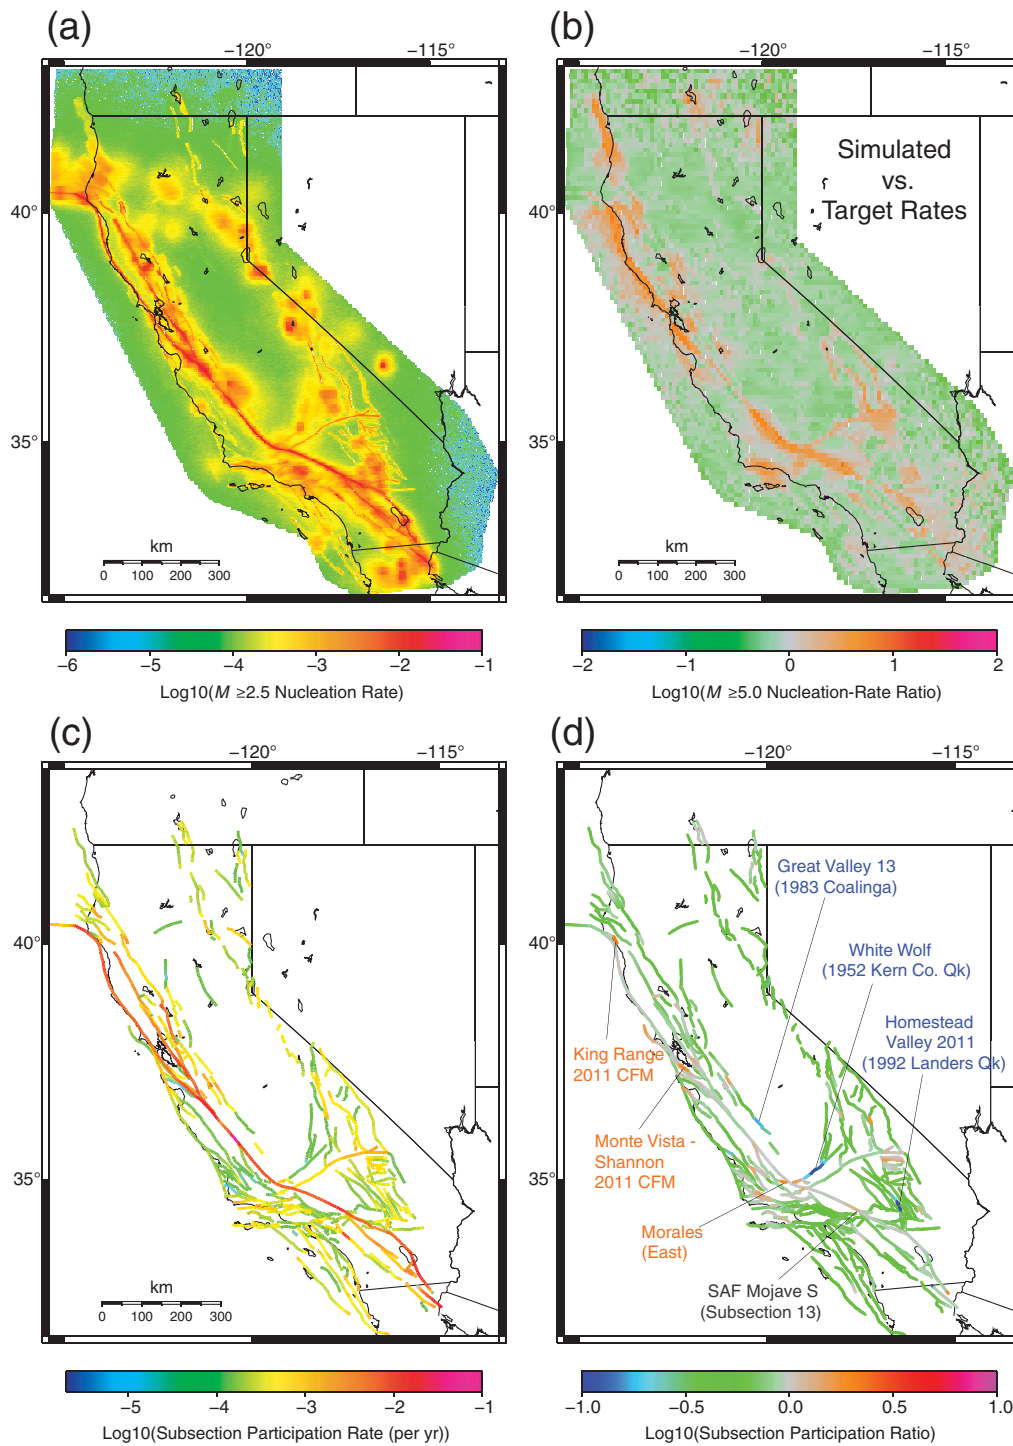 (a)
−120°
−115°
40°
35°
km
0 100 200 300
−6 −5 −4 −3 −2 −1
Log10(M ≥2.5 Nucleation Rate)
(b)
−120°
−115°
Simulated
vs.
Target Rates
40°
35°
km
0 100 200 300
−2 −1 0 1 2
Log10(M ≥5.0 Nucleation-Rate Ratio)
(c)
−120°
−115°
40°
35°
km
0 100 200 300
−5 −4 −3 −2 −1
Log10(Subsection Participation Rate (per yr))
(d)
−120°
−115°
Great Valley 13
(1983 Coalinga)
40°
White Wolf
(1952 Kern Co. Qk)
Homestead
Valley 2011
(1992 Landers Qk)
King Range
2011 CFM
Monte Vista -
Shannon
2011 CFM
35°
Morales
(East)
SAF Mojave S
(Subsection 13)
−1.0 −0.5 0.0 0.5 1.0
Log10(Subsection Participation Ratio)